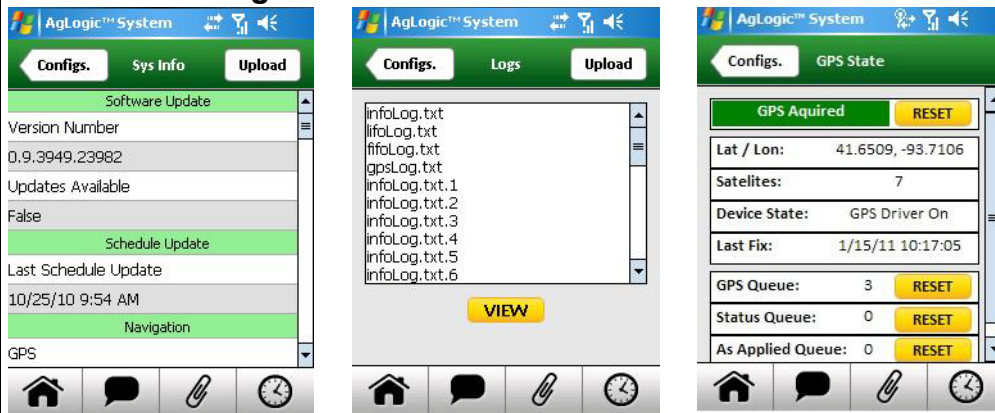 AgLogic™ System
Configs.
Sys Info
Upload
Software Update
Version Number
0.9.3949.23982
Updates Available
False
Schedule Update
Last Schedule Update
10/25/10 9:54 AM
Navigation
GPS
AgLogic™ System
Configs.
Logs
Upload
infoLog.txt
lifoLog.txt
fifoLog.txt
gpsLog.txt
infoLog.txt.1
infoLog.txt.2
infoLog.txt.3
infoLog.txt.4
infoLog.txt.5
infoLog.txt.6
VIEW
AgLogic™ System
Configs.
GPS State
GPS Aquired RESET
Lat / Lon: 41.6509, -93.7106
Satelites: 7
Device State: GPS Driver On
Last Fix: 1/15/11 10:17:05
GPS Queue: 3 RESET
Status Queue: 0 RESET
As Applied Queue: 0 RESET